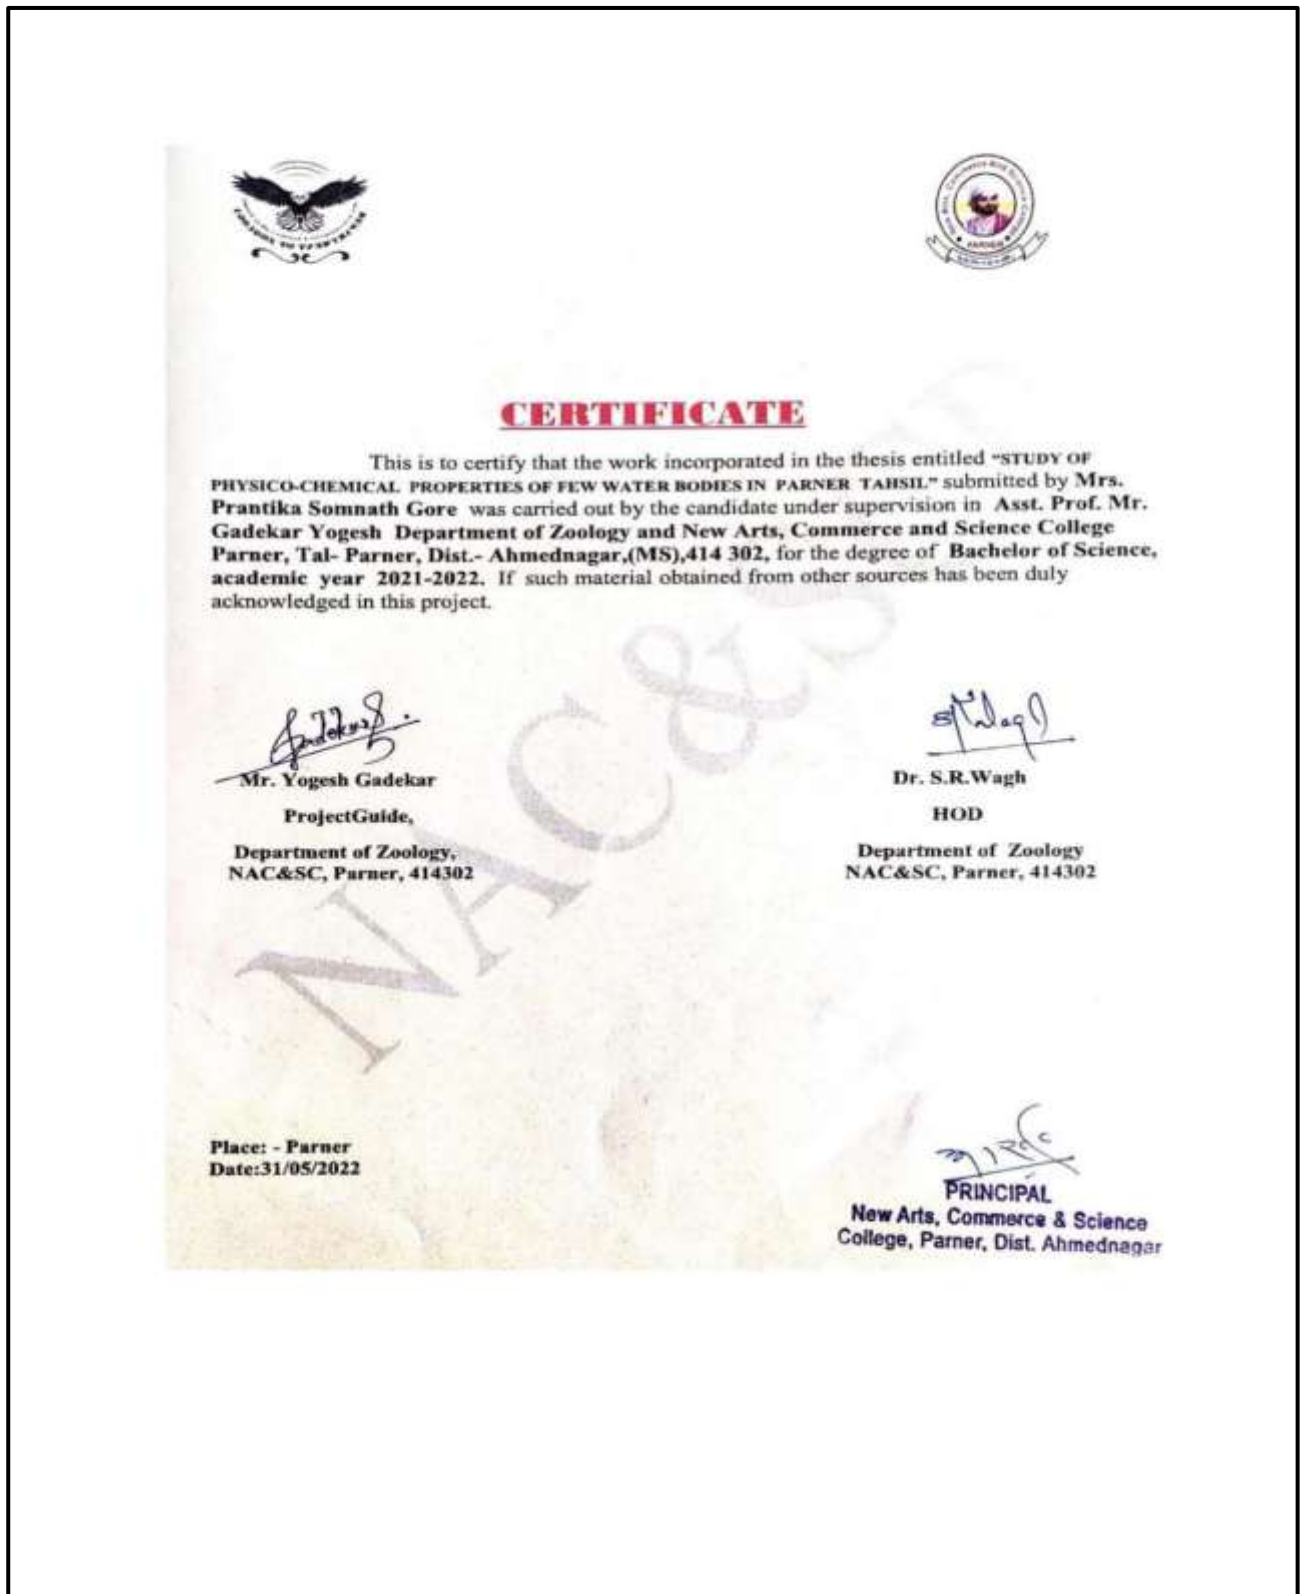 CERTIFICATE
This is to certify that the work incorporated in the thesis entitled "STUDY OF
PHYSICO-CHEMICAL PROPERTIES OF FEW WATER BODIES IN PARNER TAHSIL" submitted by Mrs.
Prantika Somnath Gore was carried out by the candidate under supervision in Asst. Prof. Mr.
Gadekar Yogesh Department of Zoology and New Arts, Commerce and Science College
Parner, Tal- Parner, Dist.- Ahmednagar,(MS),414 302, for the degree of Bachelor of Science,
academic year 2021-2022. If such material obtained from other sources has been duly
acknowledged in this project.
Mr. Yogesh Gadekar
ProjectGuide,
Department of Zoology,
NAC&SC, Parner, 414302
Dr. S.R.Wagh
HOD
Department of Zoology
NAC&SC, Parner, 414302
NAC&S
Place: - Parner
Date:31/05/2022
PRINCIPAL
New Arts, Commerce & Science
College, Parner, Dist. Ahmednagar